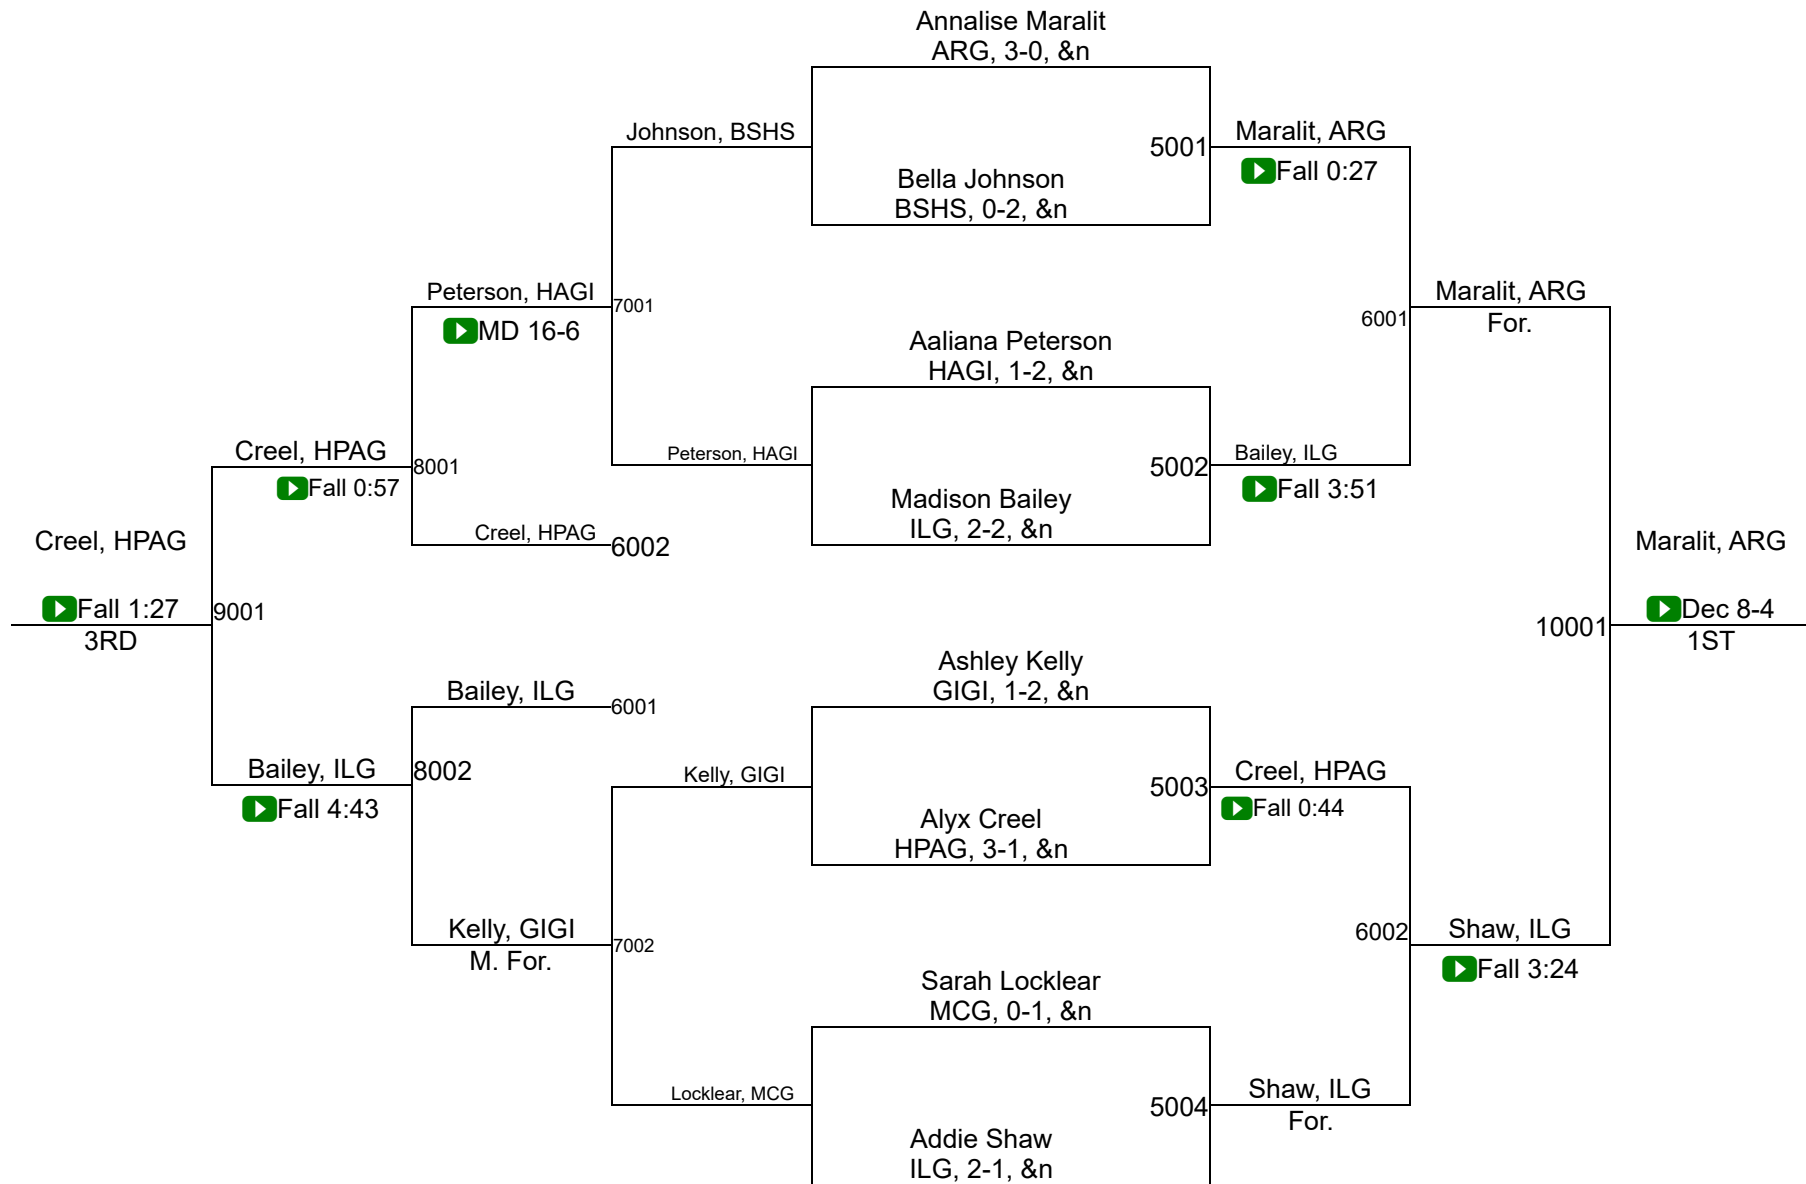 Annalise Maralit
ARG, 3-0, &n
Johnson, BSHS
5001
Maralit, ARG
Fall 0:27
Bella Johnson
BSHS, 0-2, &n
Peterson, HAGI
MD 16-6
7001
Maralit, ARG
For.
6001
Aaliana Peterson
HAGI, 1-2, &n
Creel, HPAG
Fall 0:57
8001
Peterson, HAGI
5002
Bailey, ILG
Fall 3:51
Madison Bailey
ILG, 2-2, &n
Creel, HPAG
6002
Creel, HPAG
Fall 1:27
3RD
9001
Maralit, ARG
Dec 8-4
1ST
10001
Ashley Kelly
GIGI, 1-2, &n
Bailey, ILG
6001
Bailey, ILG
Fall 4:43
8002
Kelly, GIGI
5003
Creel, HPAG
Fall 0:44
Alyx Creel
HPAG, 3-1, &n
Kelly, GIGI
M. For.
7002
6002
Shaw, ILG
Fall 3:24
Sarah Locklear
MCG, 0-1, &n
Locklear, MCG
5004
Shaw, ILG
For.
Addie Shaw
ILG, 2-1, &n